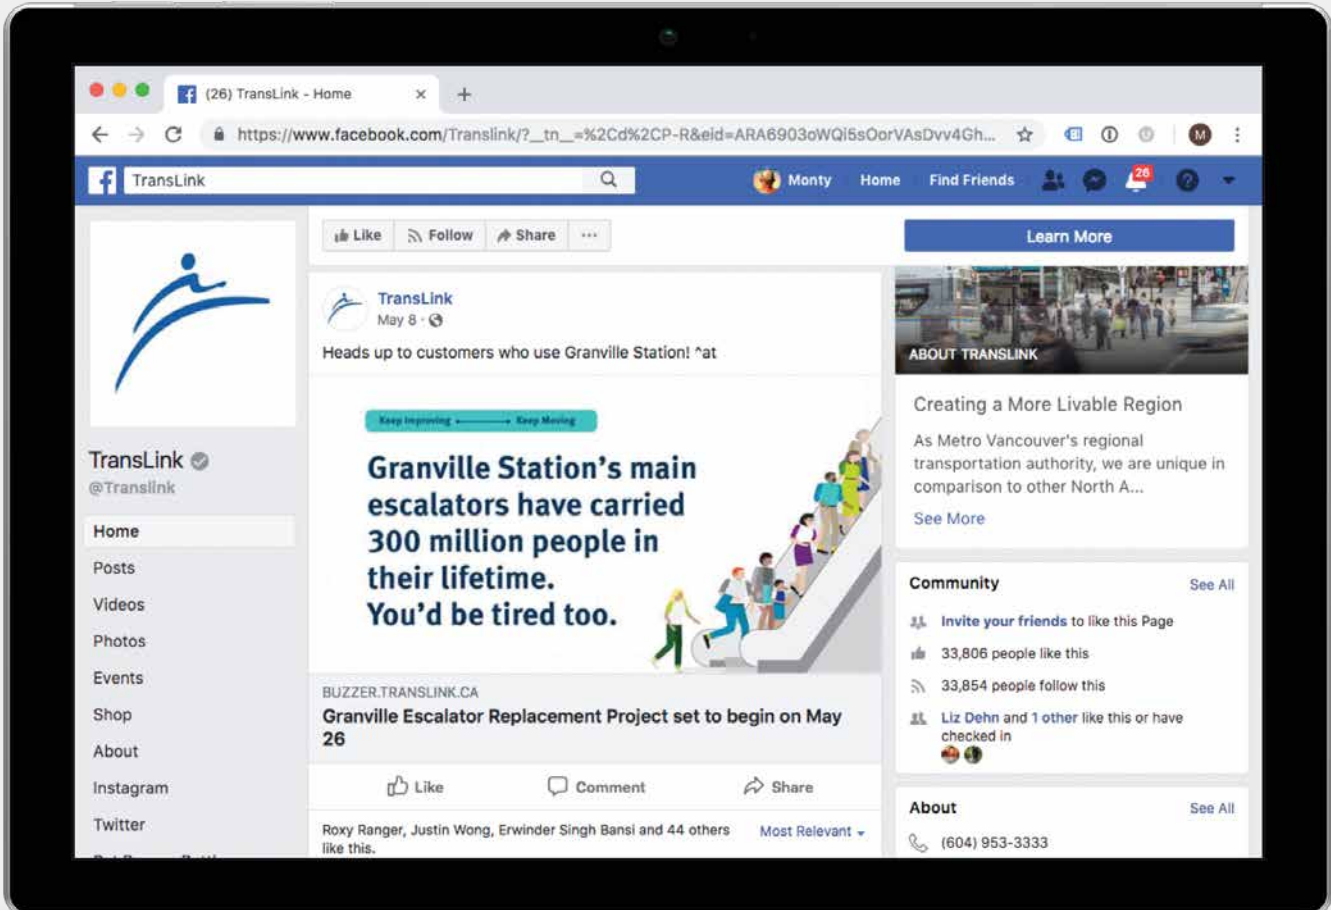 (26) TransLink - Home
https://www.facebook.com/Translink/?__tn__=%2Cd%2CP-R&eid=ARA6903oWQi5sOorVAsDvv4Gh...
M
TransLink
Monty Home Find Friends 26
Like Follow Share ...
Learn More
TransLink
@Translink
Home
Posts
Videos
Photos
Events
Shop
About
Instagram
Twitter
TransLink
May 8
Heads up to customers who use Granville Station! ^at
Keep Improving Keep Moving
Granville Station's main
escalators have carried
300 million people in
their lifetime.
You'd be tired too.
BUZZER.TRANSLINK.CA
Granville Escalator Replacement Project set to begin on May
26
Like Comment Share
Roxy Ranger, Justin Wong, Erwinder Singh Bansi and 44 others
like this.
Most Relevant
ABOUT TRANSLINK
Creating a More Livable Region
As Metro Vancouver's regional
transportation authority, we are unique in
comparison to other North A...
See More
Community See All
Invite your friends to like this Page
33,806 people like this
33,854 people follow this
Liz Dehn and 1 other like this or have
checked in
About See All
(604) 953-3333